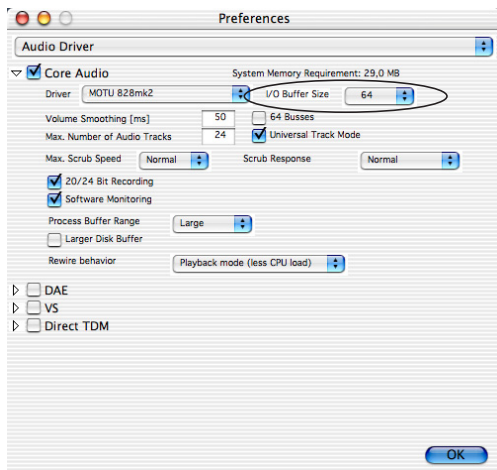 Preferences
Audio Driver
Core Audio System Memory Requirement: 29,0 MB
Driver MOTU 828mk2 I/O Buffer Size 64
Volume Smoothing [ms] 50 64 Busses
Max. Number of Audio Tracks 24 Universal Track Mode
Max. Scrub Speed Normal Scrub Response Normal
20/24 Bit Recording
Software Monitoring
Process Buffer Range Large
Larger Disk Buffer
Rewire behavior Playback mode (less CPU load)
DAE
VS
Direct TDM
OK